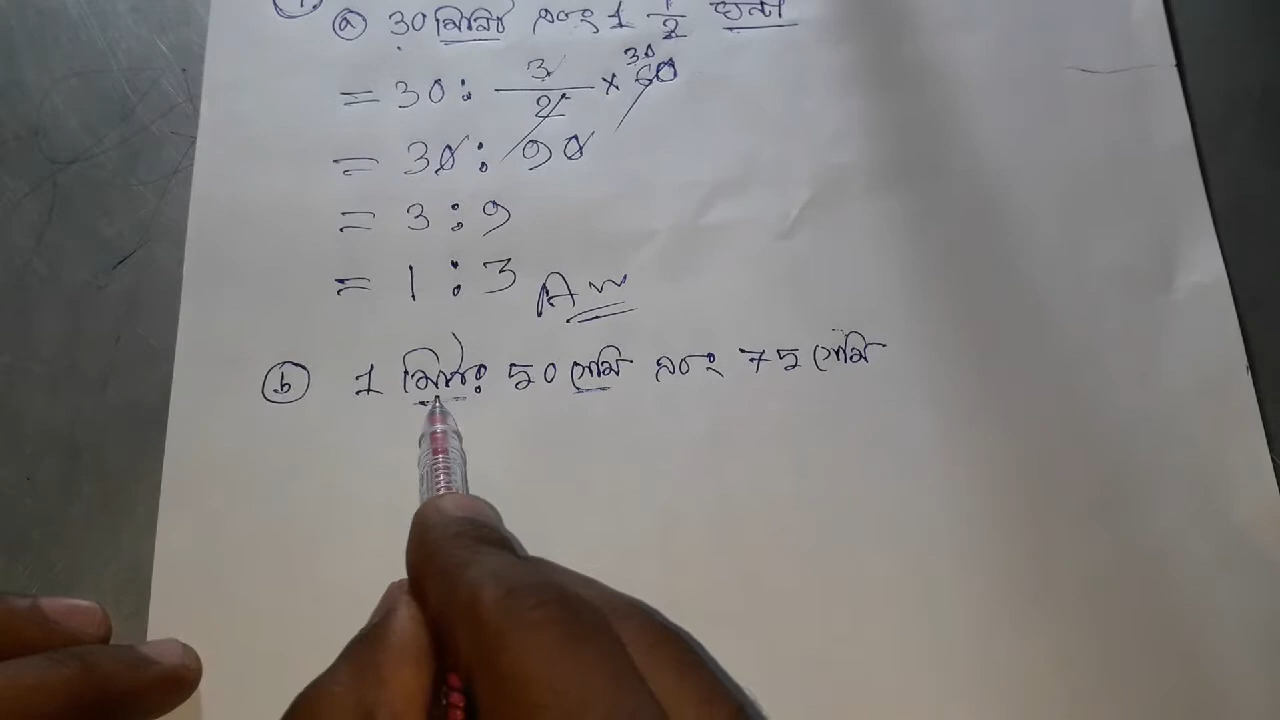 ⓐ 30 মিনিট এবং 1 1/2 ঘন্টা
= 30 : 3/2 × 60 30
= 30 : 90
= 3 : 9
= 1 : 3 Ans
ⓑ 1 মিটার 50 সেমি এবং 75 সেমি